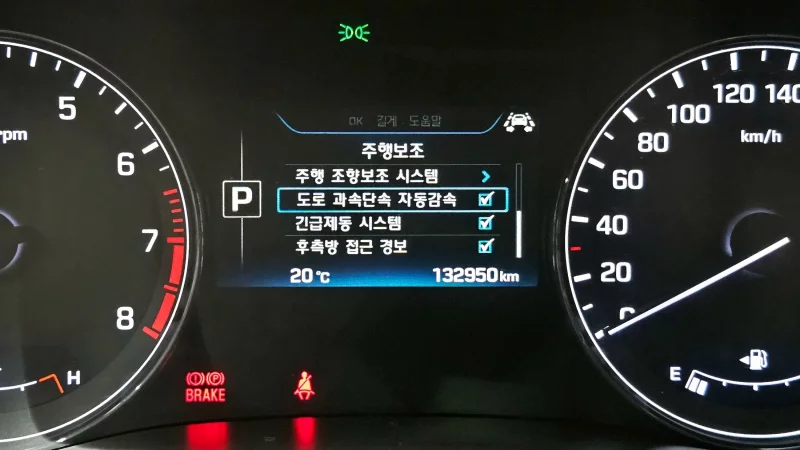 OK 길게 : 도움말
주행보조
주행 조향보조 시스템
도로 과속단속 자동감속
긴급제동 시스템
후측방 접근 경보
20℃ 132950 km
P
rpm
5
6
7
8
H
BRAKE
km/h
140
120
100
80
60
40
20
E